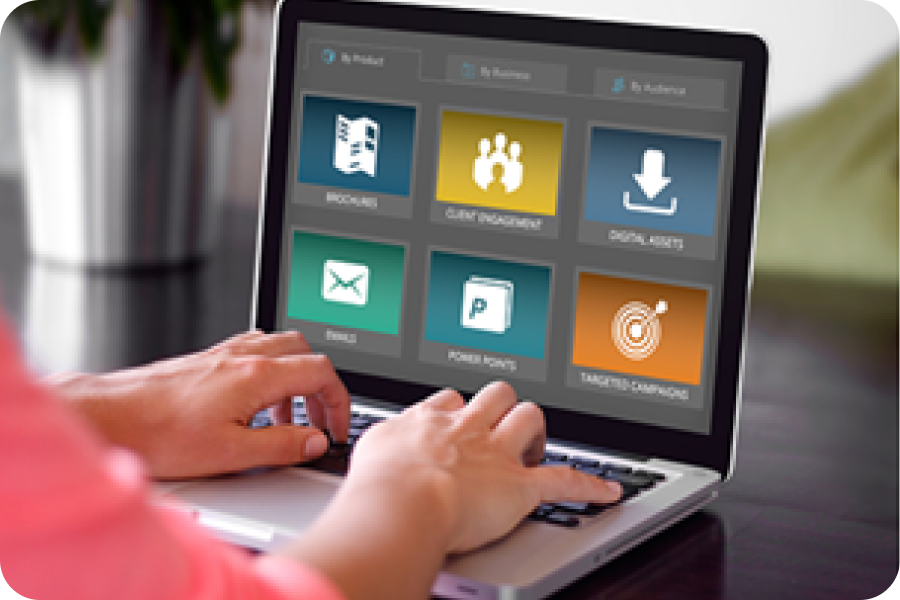 By Product
By Business
By Audience
BROCHURES
CLIENT ENGAGEMENT
DIGITAL ASSETS
EMAILS
P
POWER POINTS
TARGETED CAMPAIGNS